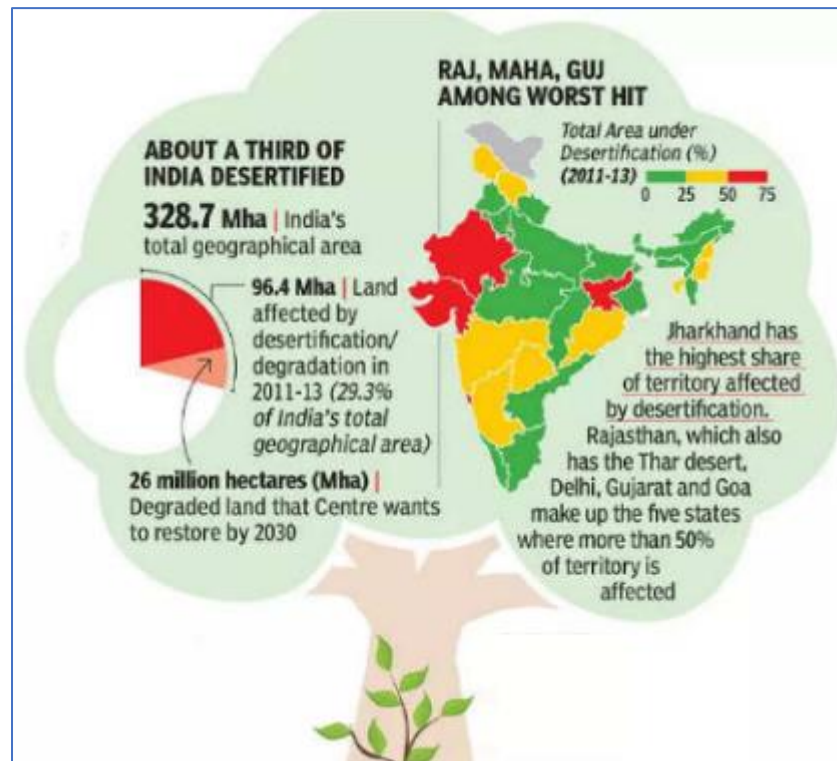 ABOUT A THIRD OF
INDIA DESERTIFIED
328.7 Mha | India's
total geographical area
96.4 Mha | Land
affected by
desertification/
degradation in
2011-13 (29.3%
of India's total
geographical area)
26 million hectares (Mha) |
Degraded land that Centre wants
to restore by 2030
RAJ, MAHA, GUJ
AMONG WORST HIT
Total Area under
Desertification (%)
(2011-13)
0 25 50 75
Jharkhand has
the highest share
of territory affected
by desertification.
Rajasthan, which also
has the Thar desert,
Delhi, Gujarat and Goa
make up the five states
where more than 50%
of territory is
affected